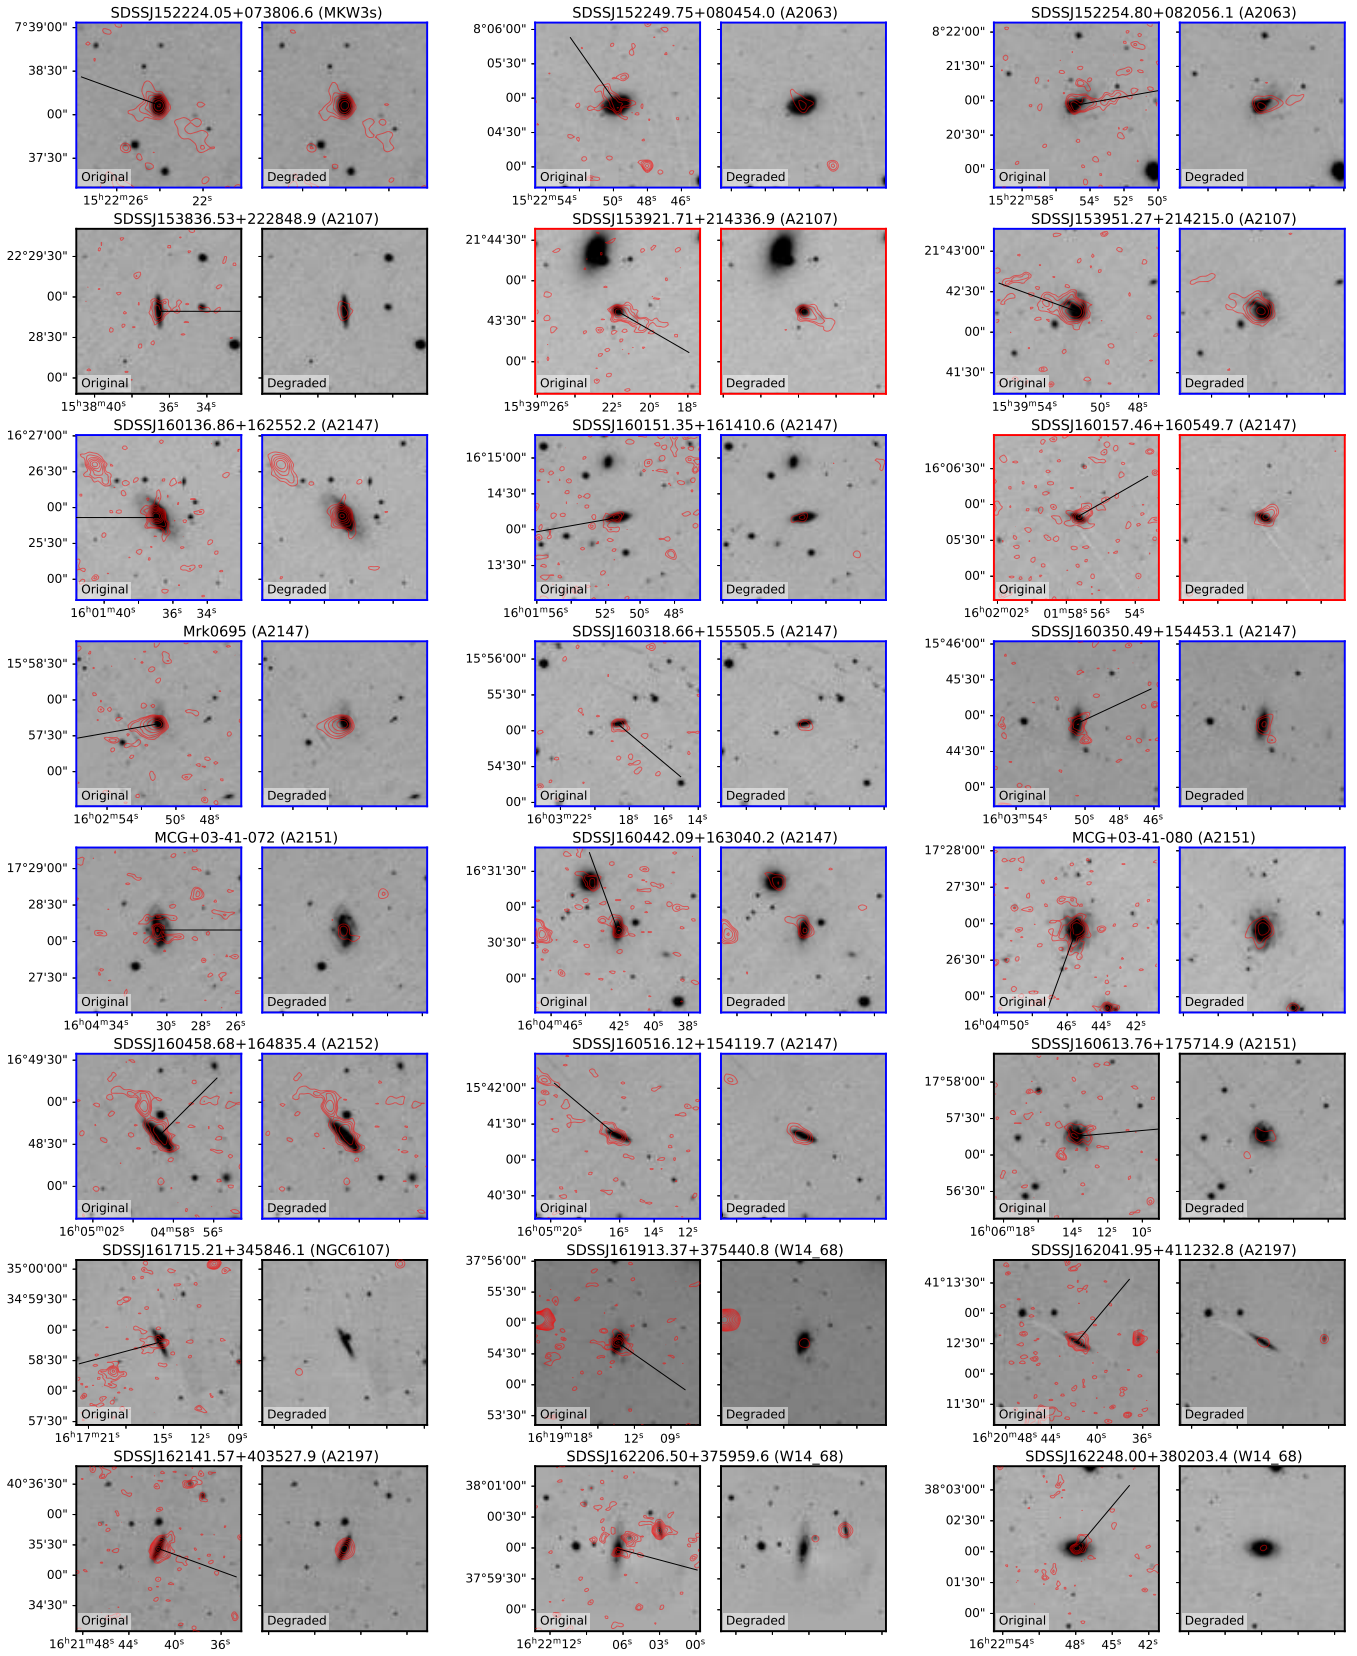 SDSSJ152224.05+073806.6 (MKW3s)
7°39'00"
38'30"
00"
37'30"
Original
Degraded
15ʰ22ᵐ26ˢ 22ˢ
SDSSJ152249.75+080454.0 (A2063)
8°06'00"
05'30"
00"
04'30"
00"
Original
Degraded
15ʰ22ᵐ54ˢ 50ˢ 48ˢ 46ˢ
SDSSJ152254.80+082056.1 (A2063)
8°22'00"
21'30"
00"
20'30"
00"
Original
Degraded
15ʰ22ᵐ58ˢ 54ˢ 52ˢ 50ˢ
SDSSJ153836.53+222848.9 (A2107)
22°29'30"
00"
28'30"
00"
Original
Degraded
15ʰ38ᵐ40ˢ 36ˢ 34ˢ
SDSSJ153921.71+214336.9 (A2107)
21°44'30"
00"
43'30"
00"
Original
Degraded
15ʰ39ᵐ26ˢ 22ˢ 20ˢ 18ˢ
SDSSJ153951.27+214215.0 (A2107)
21°43'00"
42'30"
00"
41'30"
Original
Degraded
15ʰ39ᵐ54ˢ 50ˢ 48ˢ
SDSSJ160136.86+162552.2 (A2147)
16°27'00"
26'30"
00"
25'30"
00"
Original
Degraded
16ʰ01ᵐ40ˢ 36ˢ 34ˢ
SDSSJ160151.35+161410.6 (A2147)
16°15'00"
14'30"
00"
13'30"
Original
Degraded
16ʰ01ᵐ56ˢ 52ˢ 50ˢ 48ˢ
SDSSJ160157.46+160549.7 (A2147)
16°06'30"
00"
05'30"
00"
Original
Degraded
16ʰ02ᵐ02ˢ 01ᵐ58ˢ 56ˢ 54ˢ
Mrk0695 (A2147)
15°58'30"
00"
57'30"
00"
Original
Degraded
16ʰ02ᵐ54ˢ 50ˢ 48ˢ
SDSSJ160318.66+155505.5 (A2147)
15°56'00"
55'30"
00"
54'30"
00"
Original
Degraded
16ʰ03ᵐ22ˢ 18ˢ 16ˢ 14ˢ
SDSSJ160350.49+154453.1 (A2147)
15°46'00"
45'30"
00"
44'30"
00"
Original
Degraded
16ʰ03ᵐ54ˢ 50ˢ 48ˢ 46ˢ
MCG+03-41-072 (A2151)
17°29'00"
28'30"
00"
27'30"
Original
Degraded
16ʰ04ᵐ34ˢ 30ˢ 28ˢ 26ˢ
SDSSJ160442.09+163040.2 (A2147)
16°31'30"
00"
30'30"
00"
Original
Degraded
16ʰ04ᵐ46ˢ 42ˢ 40ˢ 38ˢ
MCG+03-41-080 (A2151)
17°28'00"
27'30"
00"
26'30"
00"
Original
Degraded
16ʰ04ᵐ50ˢ 46ˢ 44ˢ 42ˢ
SDSSJ160458.68+164835.4 (A2152)
16°49'30"
00"
48'30"
00"
Original
Degraded
16ʰ05ᵐ02ˢ 04ᵐ58ˢ 56ˢ
SDSSJ160516.12+154119.7 (A2147)
15°42'00"
41'30"
00"
40'30"
Original
Degraded
16ʰ05ᵐ20ˢ 16ˢ 14ˢ 12ˢ
SDSSJ160613.76+175714.9 (A2151)
17°58'00"
57'30"
00"
56'30"
Original
Degraded
16ʰ06ᵐ18ˢ 14ˢ 12ˢ 10ˢ
SDSSJ161715.21+345846.1 (NGC6107)
35°00'00"
34°59'30"
00"
58'30"
00"
57'30"
Original
Degraded
16ʰ17ᵐ21ˢ 15ˢ 12ˢ 09ˢ
SDSSJ161913.37+375440.8 (W14_68)
37°56'00"
55'30"
00"
54'30"
00"
53'30"
Original
Degraded
16ʰ19ᵐ18ˢ 12ˢ 09ˢ
SDSSJ162041.95+411232.8 (A2197)
41°13'30"
00"
12'30"
00"
11'30"
Original
Degraded
16ʰ20ᵐ48ˢ 44ˢ 40ˢ 36ˢ
SDSSJ162141.57+403527.9 (A2197)
40°36'30"
00"
35'30"
00"
34'30"
Original
Degraded
16ʰ21ᵐ48ˢ 44ˢ 40ˢ 36ˢ
SDSSJ162206.50+375959.6 (W14_68)
38°01'00"
00'30"
00"
37°59'30"
00"
Original
Degraded
16ʰ22ᵐ12ˢ 06ˢ 03ˢ 00ˢ
SDSSJ162248.00+380203.4 (W14_68)
38°03'00"
02'30"
00"
01'30"
00"
Original
Degraded
16ʰ22ᵐ54ˢ 48ˢ 45ˢ 42ˢ